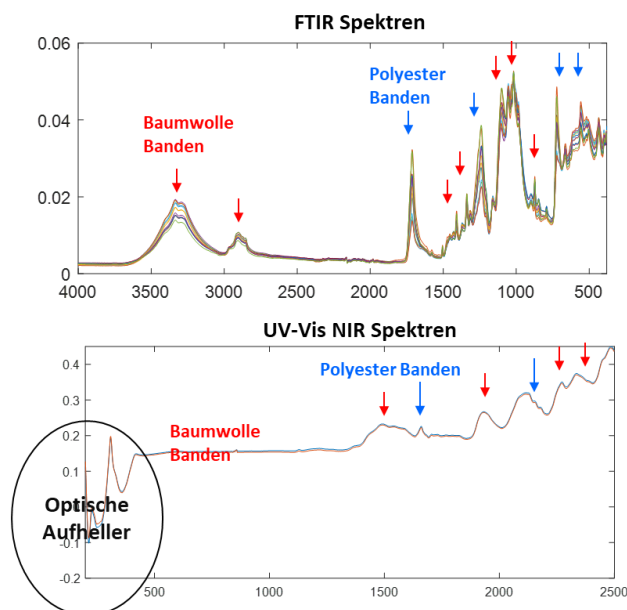 FTIR Spektren
0.06
Polyester
Banden
0.04
Baumwolle
Banden
0.02
0
4000 3500 3000 2500 2000 1500 1000 500
UV-Vis NIR Spektren
0.4
Polyester Banden
0.3
Baumwolle
0.2
Banden
0.1
Optische
Aufheller
-0.1
-0.2
500 1000 1500 2000 2500